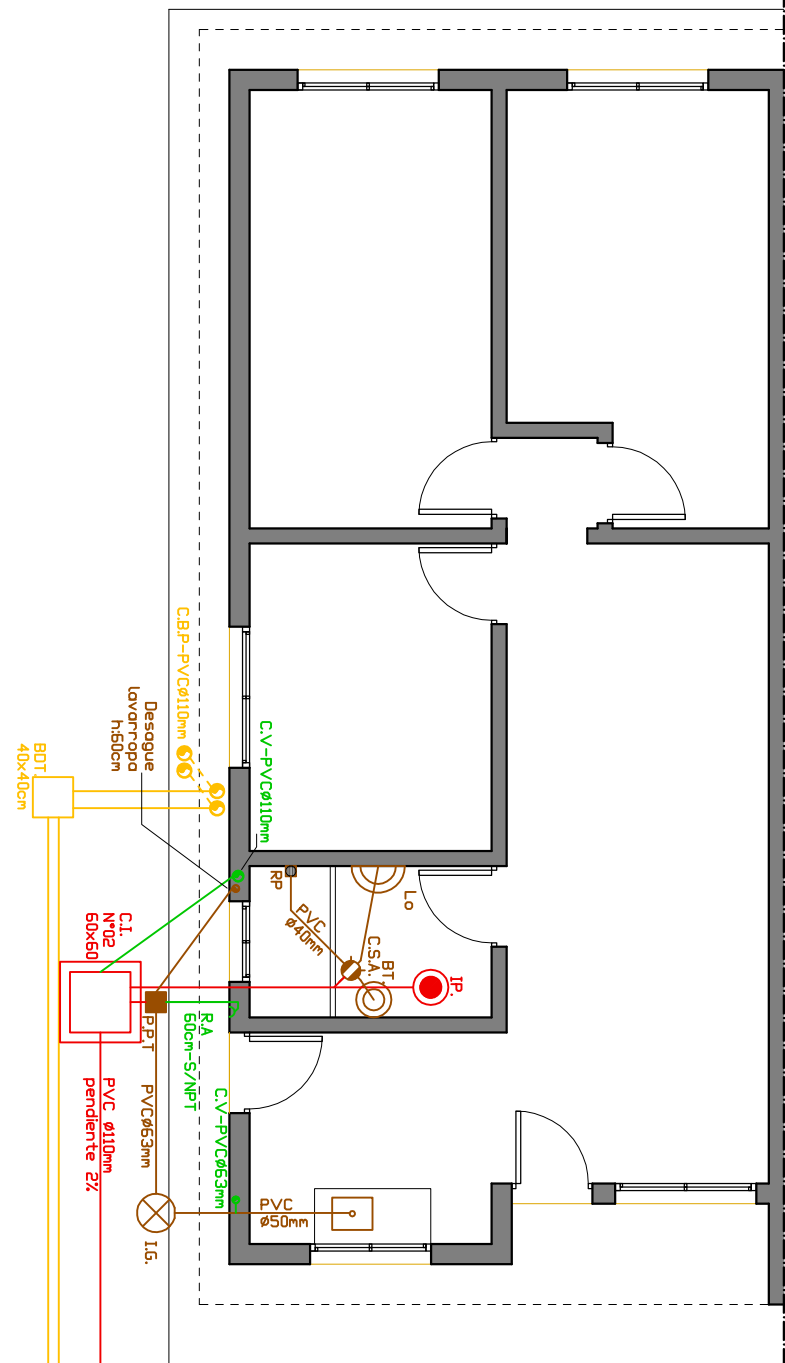 C.B.P-PVCø110mm
Desague
lavarropa
h:60cm
BDT.
40x40cm
C.V-PVCø110mm
RP
Lo
PVC
ø40mm
BT
C.S.A.
IP.
C.I.
Nº02
60x60
P.P.T
R.A
60cm-S/NPT
PVC ø110mm
pendiente 2%
PVCø63mm
C.V-PVCø63mm
PVC
ø50mm
I.G.